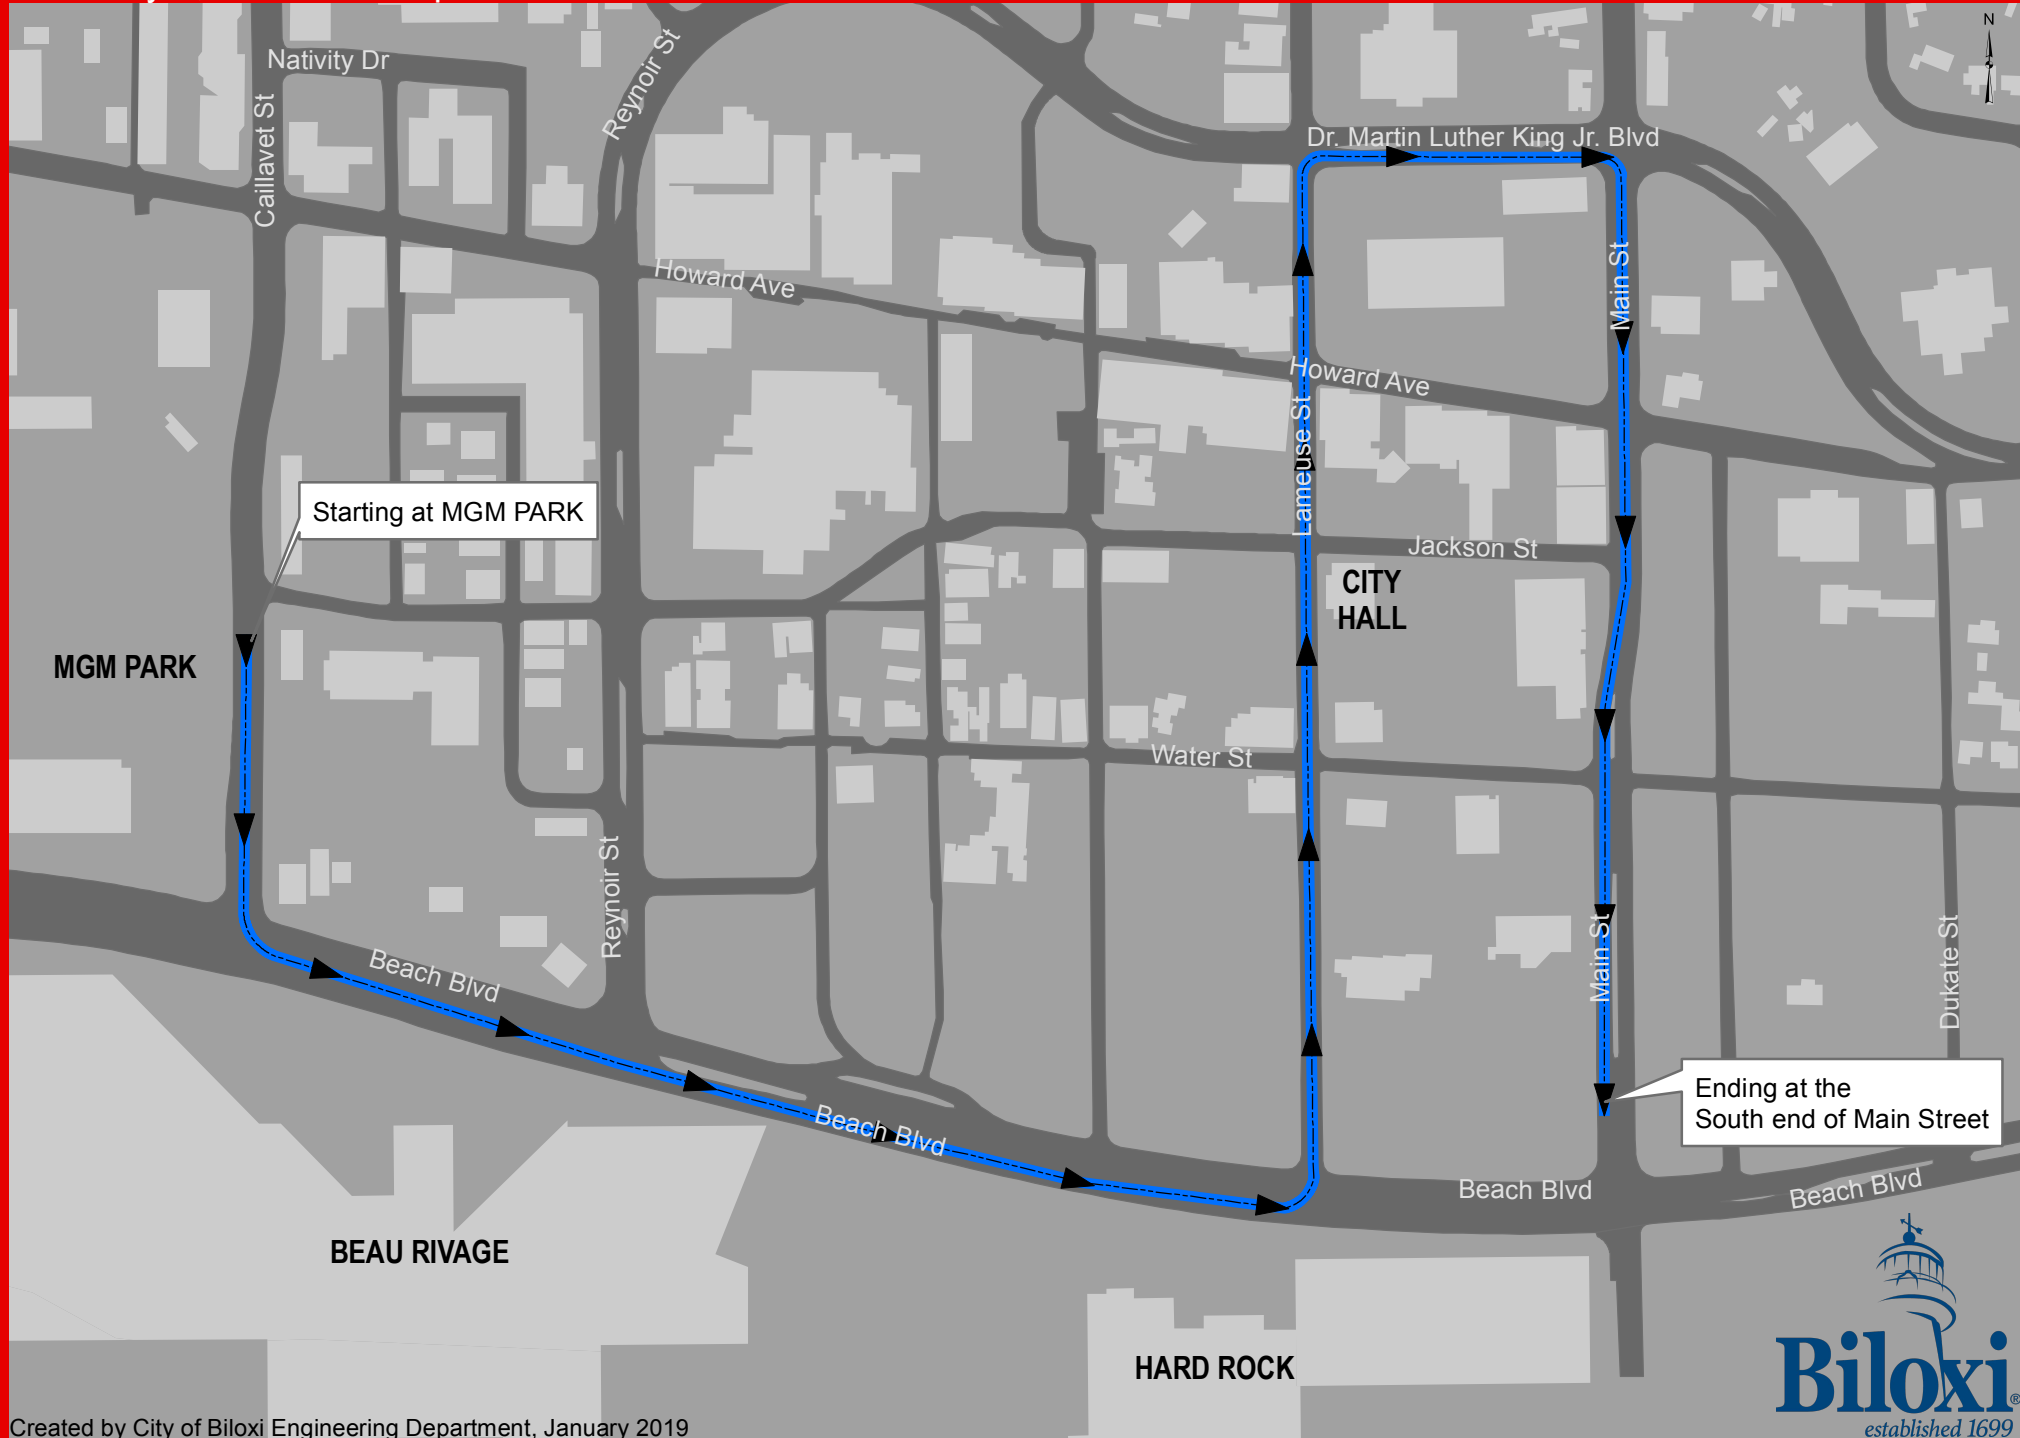 N
Nativity Dr
Reynoir St
Caillavet St
Dr. Martin Luther King Jr. Blvd
Howard Ave
Main St
Howard Ave
Lameuse St
Starting at MGM PARK
Jackson St
CITY
HALL
MGM PARK
Water St
Reynoir St
Beach Blvd
Main St
Dukate St
Ending at the
South end of Main Street
Beach Blvd
Beach Blvd
Beach Blvd
BEAU RIVAGE
HARD ROCK
Biloxi®
established 1699
Created by City of Biloxi Engineering Department, January 2019